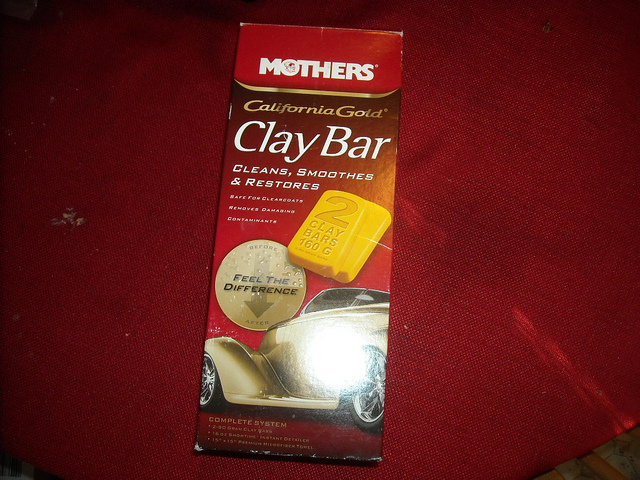 MOTHERS®
California Gold®
Clay Bar
CLEANS, SMOOTHES
& RESTORES
SAFE FOR CLEARCOATS
REMOVES DAMAGING
CONTAMINANTS
2
CLAY
BARS
160 G
BEFORE
FEEL THE
DIFFERENCE
AFTER
COMPLETE SYSTEM